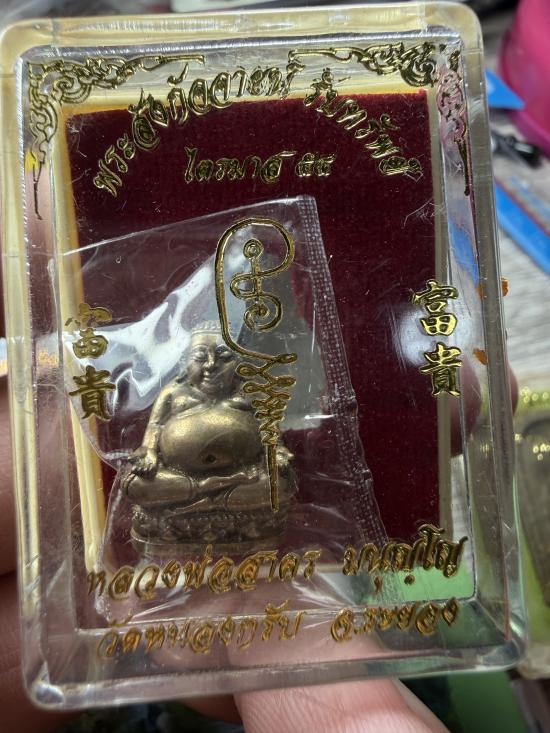 พระสังกัจจายน์ รุ่นทรัพย์
ไตรมาส ๕๕
富貴
富貴
หลวงพ่อสาคร มนุญฺโญ
วัดหนองกรับ จ.ระยอง